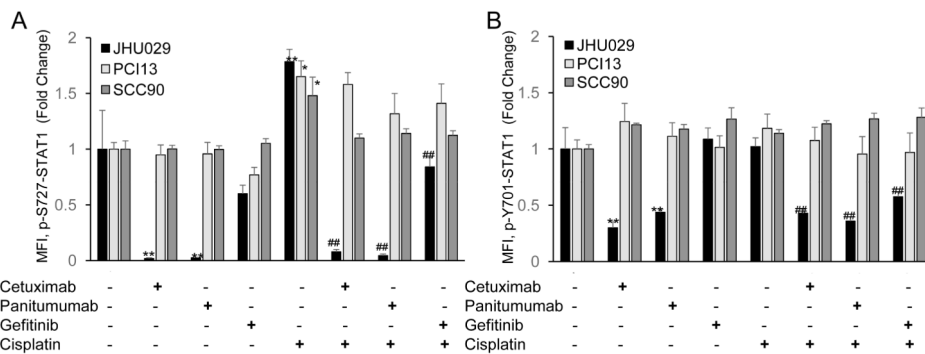 A
MFI, p-S727-STAT1 (Fold Change)
2
1.5
1
0.5
0
JHU029
PCI13
SCC90
** ** ** * * ## ## ##
Cetuximab - + - - - + - -
Panitumumab - - + - - - + -
Gefitinib - - - + - - - +
Cisplatin - - - - + + + +
B
MFI, p-Y701-STAT1 (Fold Change)
2
1.5
1
0.5
0
JHU029
PCI13
SCC90
** ** ## ## ##
Cetuximab - + - - - + - -
Panitumumab - - + - - - + -
Gefitinib - - - + - - - +
Cisplatin - - - - + + + +